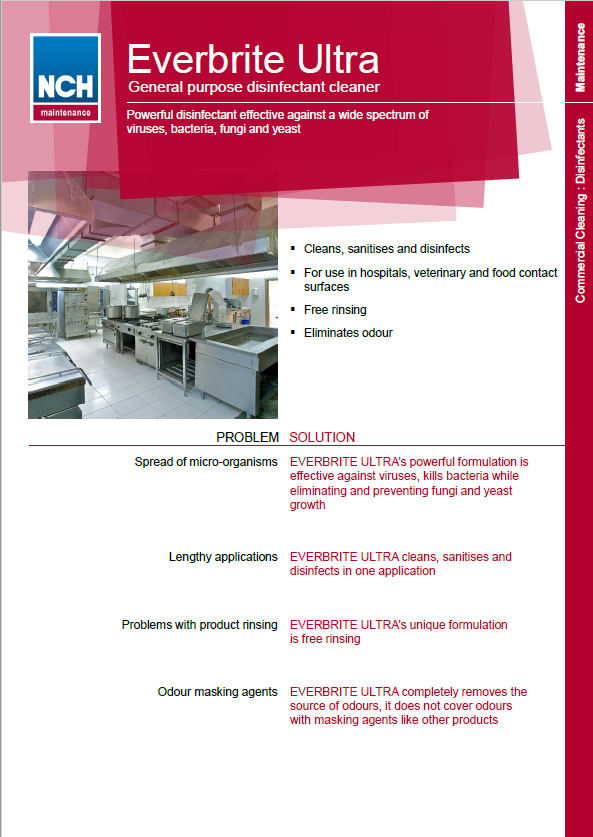 NCH
maintenance
Everbrite Ultra
General purpose disinfectant cleaner
Powerful disinfectant effective against a wide spectrum of
viruses, bacteria, fungi and yeast
Maintenance
Commercial Cleaning : Disinfectants
▪ Cleans, sanitises and disinfects
▪ For use in hospitals, veterinary and food contact
surfaces
▪ Free rinsing
▪ Eliminates odour
PROBLEM SOLUTION
Spread of micro-organisms EVERBRITE ULTRA's powerful formulation is
effective against viruses, kills bacteria while
eliminating and preventing fungi and yeast
growth
Lengthy applications EVERBRITE ULTRA cleans, sanitises and
disinfects in one application
Problems with product rinsing EVERBRITE ULTRA's unique formulation
is free rinsing
Odour masking agents EVERBRITE ULTRA completely removes the
source of odours, it does not cover odours
with masking agents like other products